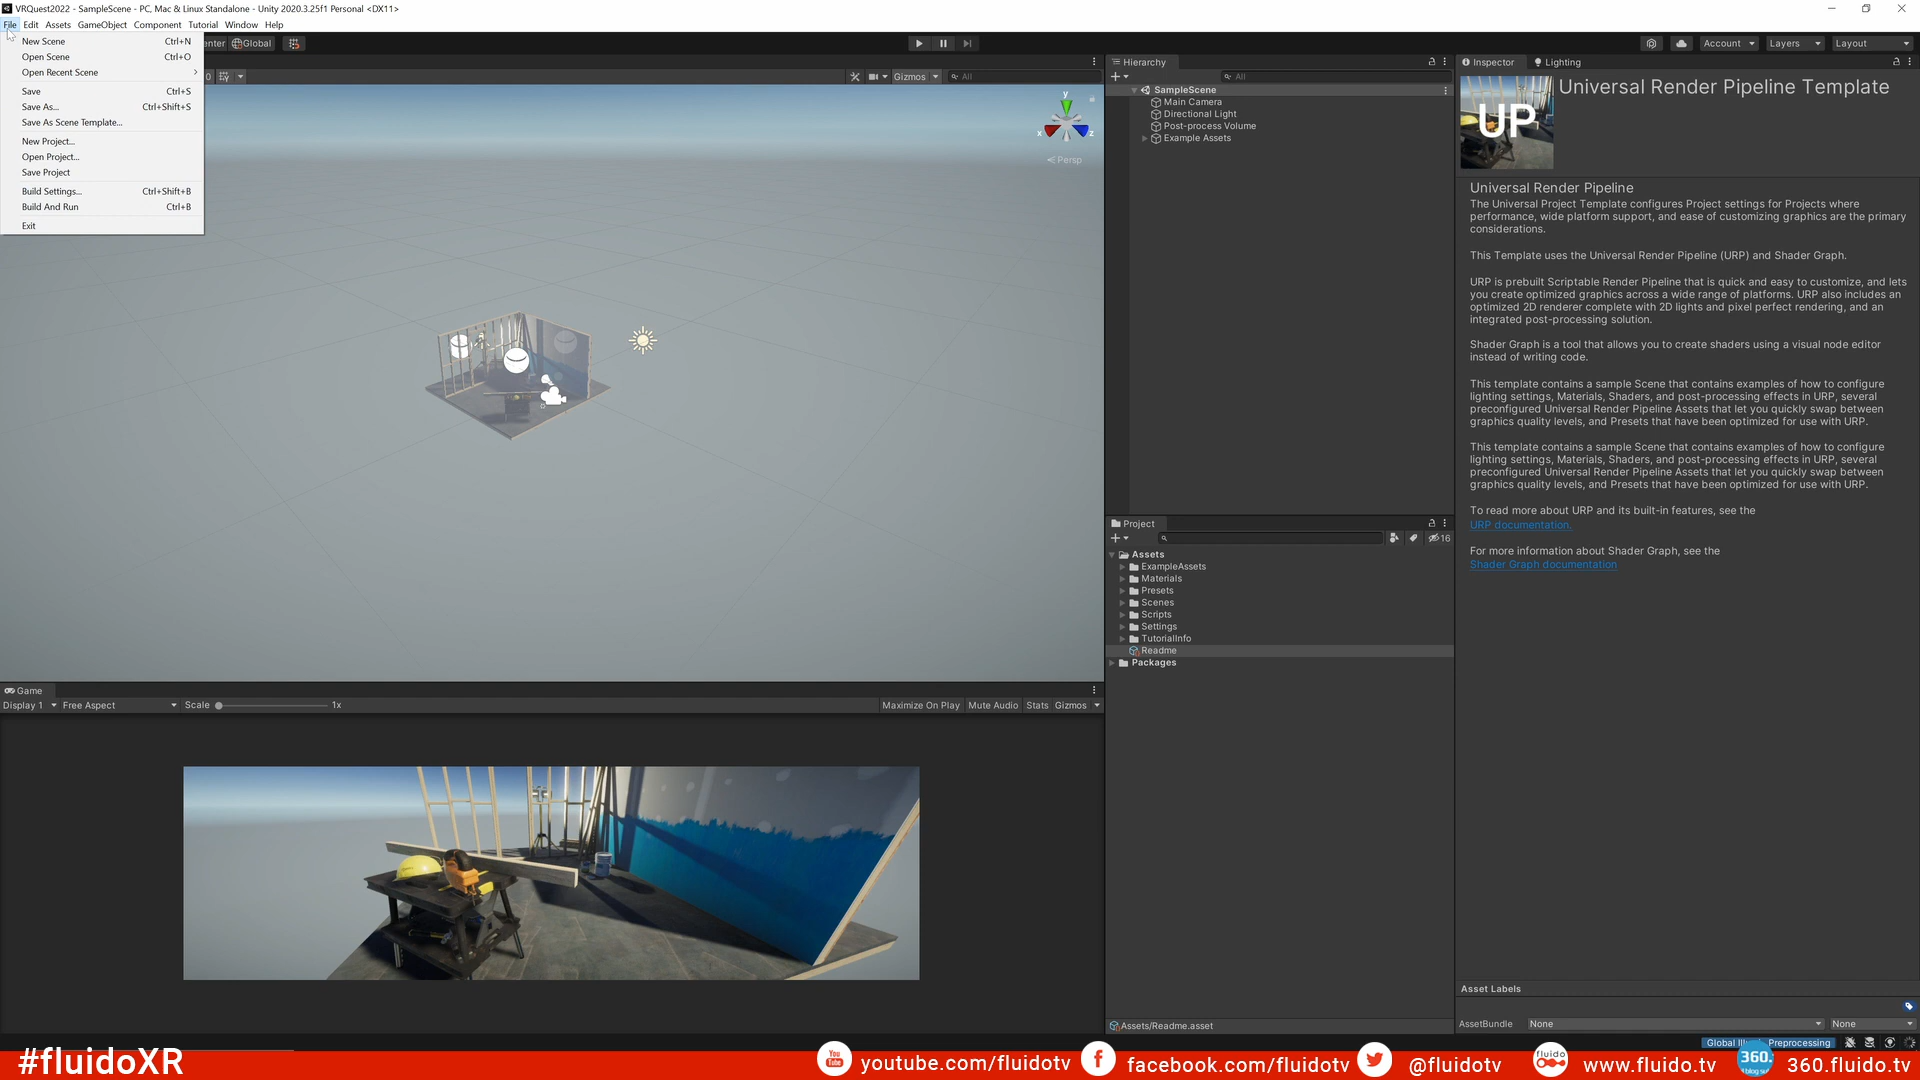 VRQuest2022 - SampleScene - PC, Mac & Linux Standalone - Unity 2020.3.25f1 Personal <DX11>
File Edit Assets GameObject Component Tutorial Window Help
New Scene Ctrl+N
Open Scene Ctrl+O
Open Recent Scene
Save Ctrl+S
Save As... Ctrl+Shift+S
Save As Scene Template...
New Project...
Open Project...
Save Project
Build Settings... Ctrl+Shift+B
Build And Run Ctrl+B
Exit
enter Global
Account Layers Layout
0 Gizmos All
y
x z
Persp
Hierarchy
All
SampleScene
Main Camera
Directional Light
Post-process Volume
Example Assets
Project
16
Assets
ExampleAssets
Materials
Presets
Scenes
Scripts
Settings
TutorialInfo
Readme
Packages
Assets/Readme.asset
Inspector Lighting
UP
Universal Render Pipeline Template
Universal Render Pipeline
The Universal Project Template configures Project settings for Projects where
performance, wide platform support, and ease of customizing graphics are the primary
considerations.
This Template uses the Universal Render Pipeline (URP) and Shader Graph.
URP is prebuilt Scriptable Render Pipeline that is quick and easy to customize, and lets
you create optimized graphics across a wide range of platforms. URP also includes an
optimized 2D renderer complete with 2D lights and pixel perfect rendering, and an
integrated post-processing solution.
Shader Graph is a tool that allows you to create shaders using a visual node editor
instead of writing code.
This template contains a sample Scene that contains examples of how to configure
lighting settings, Materials, Shaders, and post-processing effects in URP, several
preconfigured Universal Render Pipeline Assets that let you quickly swap between
graphics quality levels, and Presets that have been optimized for use with URP.
This template contains a sample Scene that contains examples of how to configure
lighting settings, Materials, Shaders, and post-processing effects in URP, several
preconfigured Universal Render Pipeline Assets that let you quickly swap between
graphics quality levels, and Presets that have been optimized for use with URP.
To read more about URP and its built-in features, see the
URP documentation.
For more information about Shader Graph, see the
Shader Graph documentation
Asset Labels
AssetBundle None None
Game
Display 1 Free Aspect Scale 1x Maximize On Play Mute Audio Stats Gizmos
Preprocessing
#fluidoXR
You Tube youtube.com/fluidotv facebook.com/fluidotv @fluidotv fluido www.fluido.tv 360. 360.fluido.tv